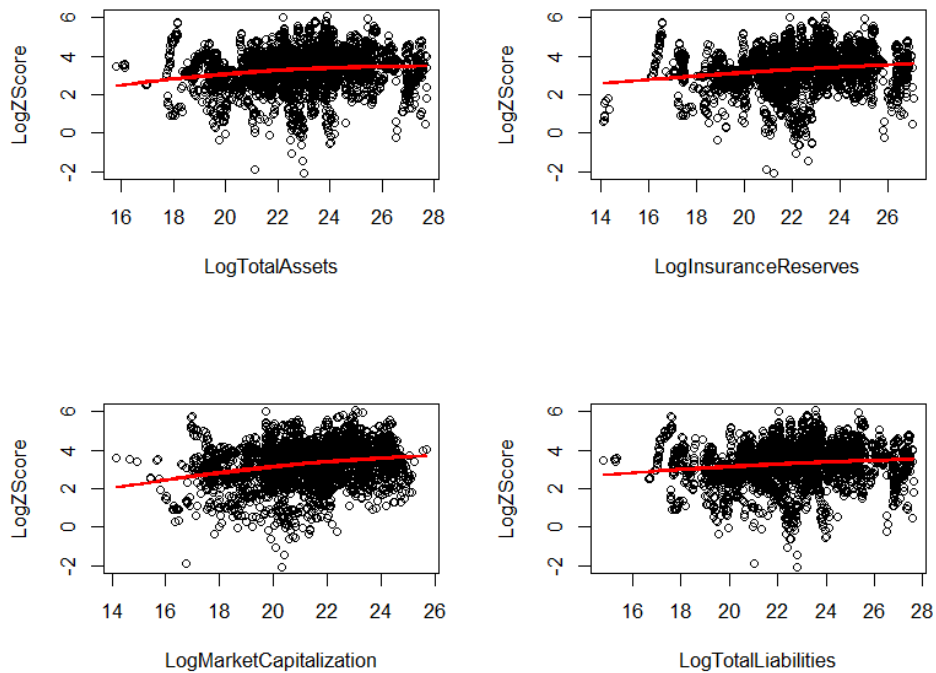 LogZScore
6
4
2
0
-2
16 18 20 22 24 26 28
LogTotalAssets
LogZScore
6
4
2
0
-2
14 16 18 20 22 24 26
LogInsuranceReserves
LogZScore
6
4
2
0
-2
14 16 18 20 22 24 26
LogMarketCapitalization
LogZScore
6
4
2
0
-2
16 18 20 22 24 26 28
LogTotalLiabilities